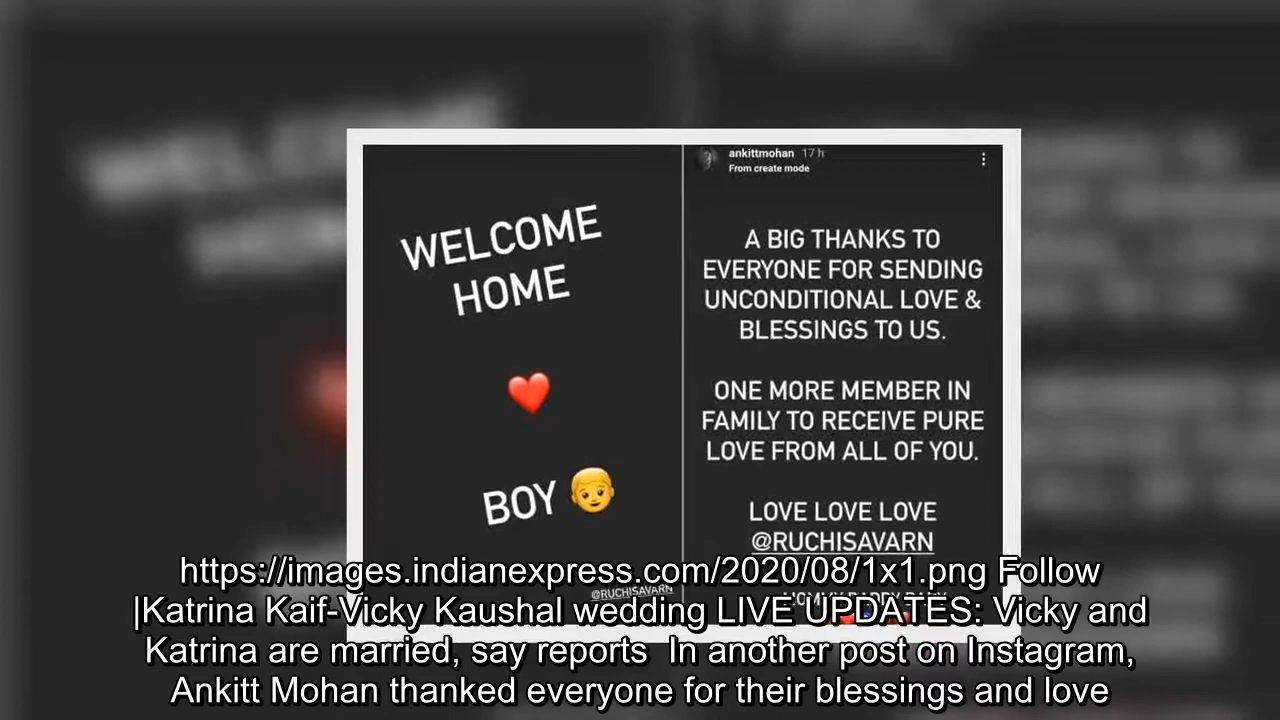 WELCOME
HOME
❤️
BOY 👦
@RUCHISAVARN
ankittmohan 17 h
From create mode
A BIG THANKS TO
EVERYONE FOR SENDING
UNCONDITIONAL LOVE &
BLESSINGS TO US.
ONE MORE MEMBER IN
FAMILY TO RECEIVE PURE
LOVE FROM ALL OF YOU.
LOVE LOVE LOVE
@RUCHISAVARN
https://images.indianexpress.com/2020/08/1x1.png Follow
|Katrina Kaif-Vicky Kaushal wedding LIVE UPDATES: Vicky and
Katrina are married, say reports  In another post on Instagram,
Ankitt Mohan thanked everyone for their blessings and love